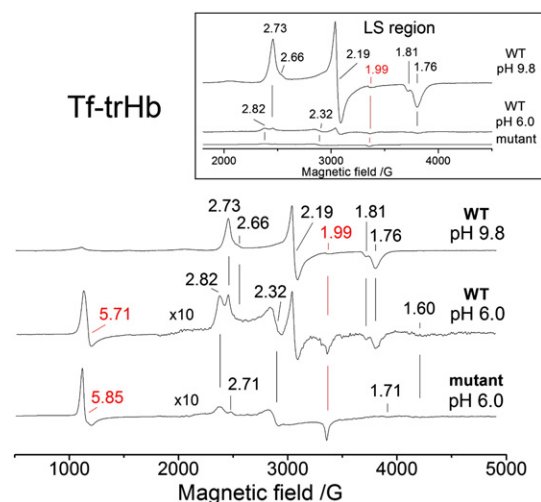 2.73
LS region
2.66
2.19
1.81
1.76
1.99
WT
pH 9.8
Tf-trHb
2.82
2.32
WT
pH 6.0
mutant
2000 3000 4000
Magnetic field /G
2.73
2.66
2.19
1.81
1.99
1.76
WT
pH 9.8
2.82
2.32
1.60
WT
pH 6.0
5.71
x10
mutant
pH 6.0
5.85
x10
2.71
1.71
1000 2000 3000 4000 5000
Magnetic field /G